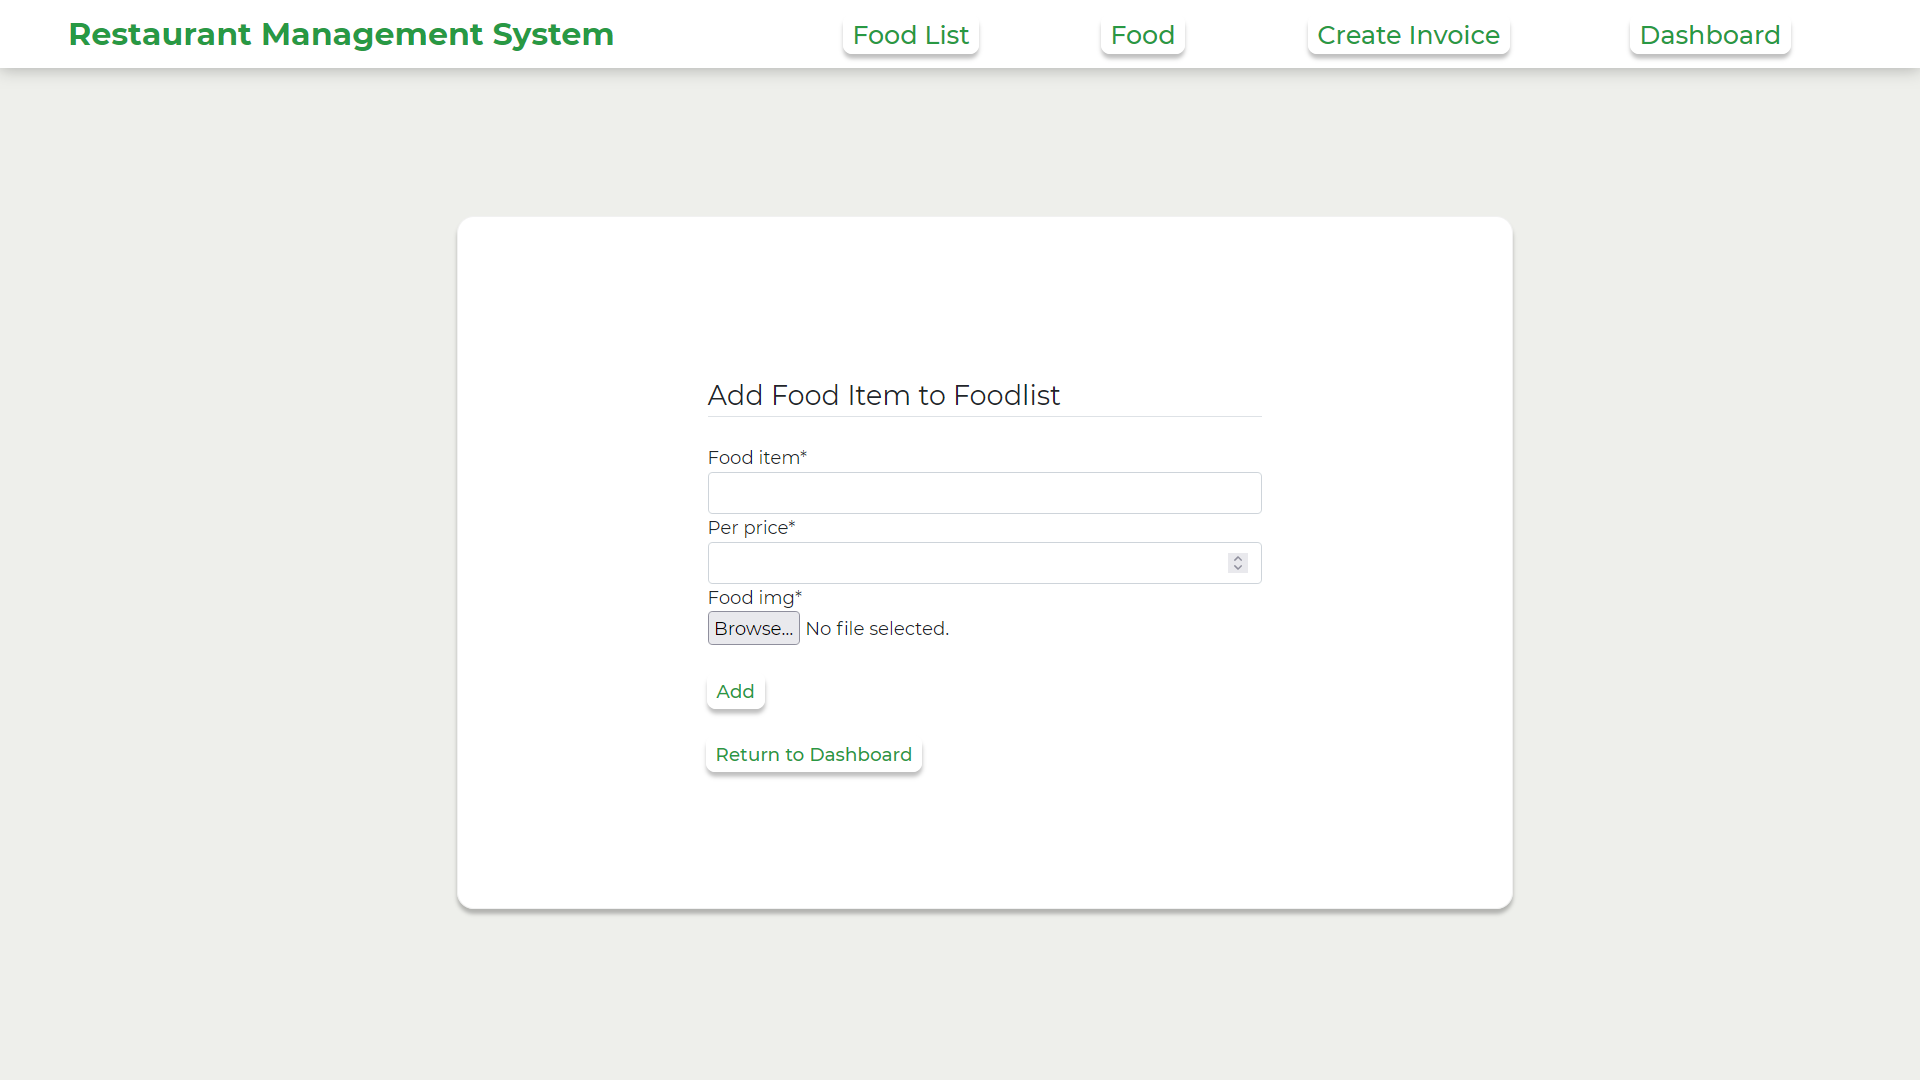 Restaurant Management System
Food List
Food
Create Invoice
Dashboard
Add Food Item to Foodlist
Food item*
Per price*
Food img*
Browse... No file selected.
Add
Return to Dashboard